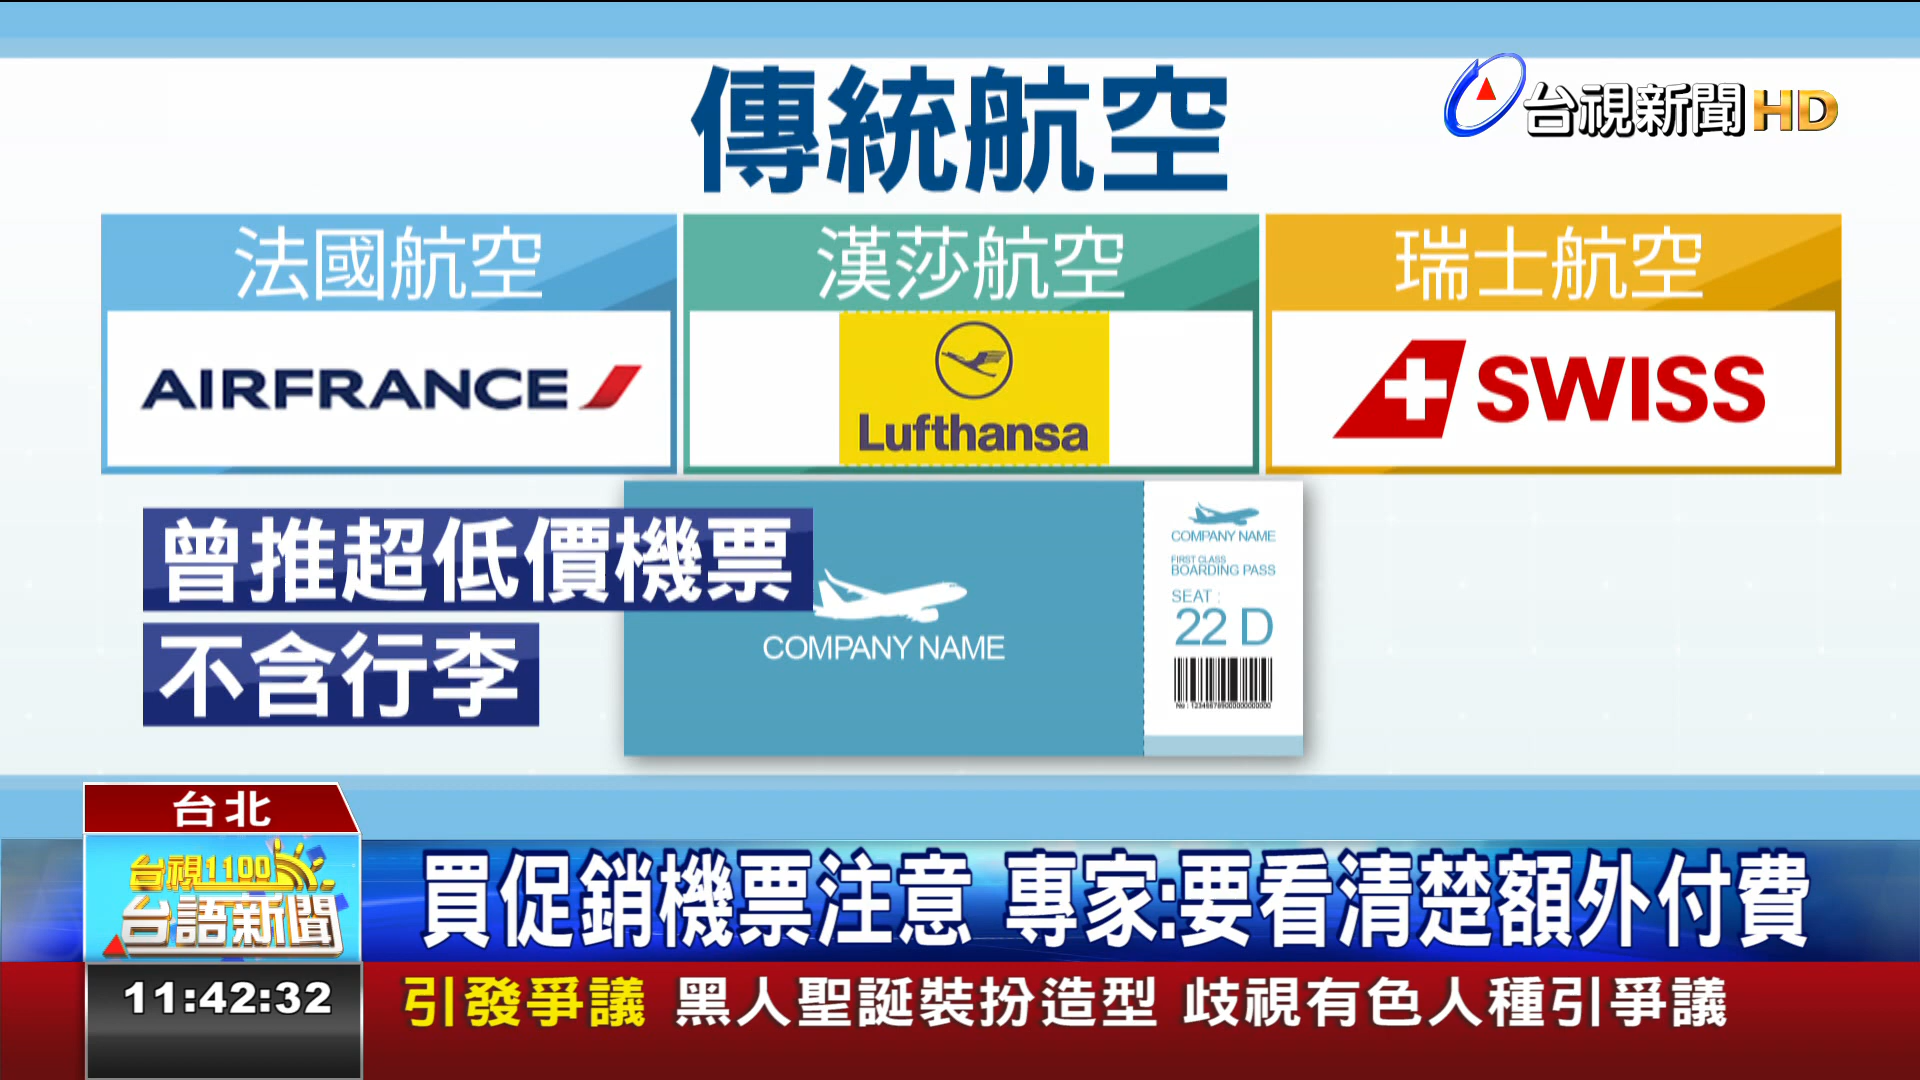 傳統航空
台視新聞HD
法國航空
漢莎航空
瑞士航空
AIRFRANCE
Lufthansa
SWISS
曾推超低價機票
不含行李
COMPANY NAME
COMPANY NAME
FIRST CLASS
BOARDING PASS
SEAT :
22 D
台北
台視1100
台語新聞
買促銷機票注意 專家:要看清楚額外付費
11:42:32
引發爭議 黑人聖誕裝扮造型 歧視有色人種引爭議